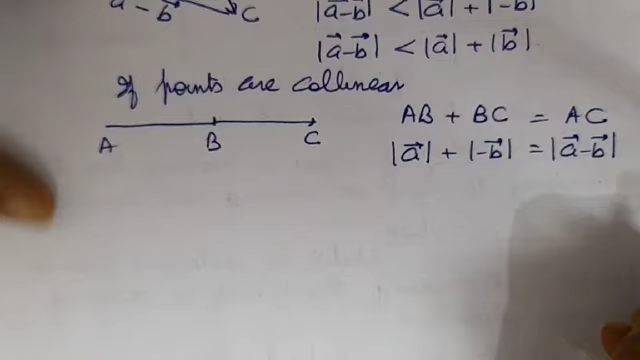 a⃗ - b⃗ C |a⃗-b⃗| < |a⃗| + |-b⃗|
|a⃗-b⃗| < |a⃗| + |b⃗|
If points are collinear
AB + BC = AC
A B C |a⃗| + |-b⃗| = |a⃗-b⃗|